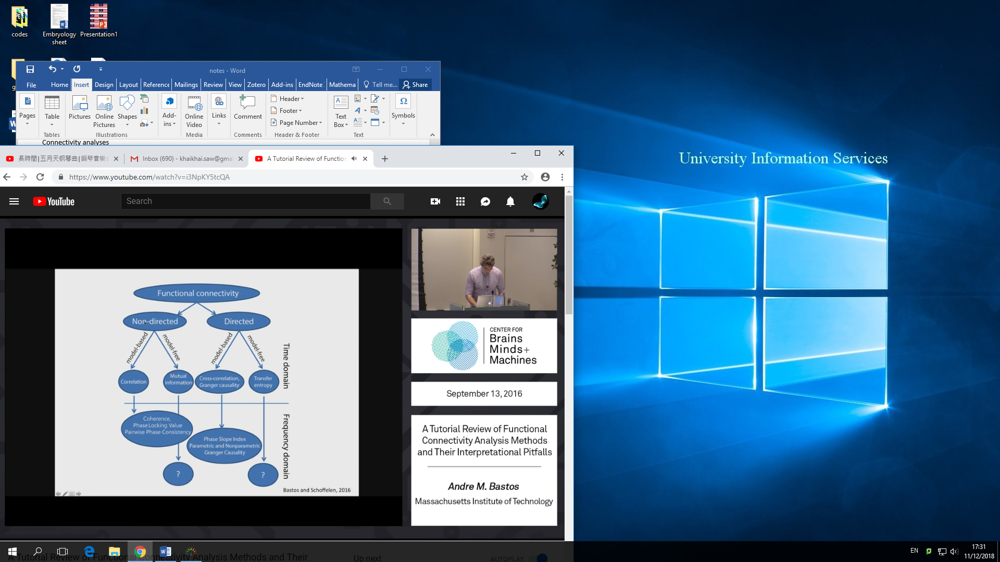 codes
Embryology
sheet
Presentation1
notes - Word
File Home Insert Design Layout Reference Mailings Review View Zotero Add-ins EndNote Mathema Tell me... Share
Pages
Table
Pictures
Online
Pictures
Shapes
Add-
ins
Online
Video
Links
Comment
Header
Footer
Page Number
Text
Box
Symbols
Tables
Illustrations
Media
Comments
Header & Footer
Text
Connectivity analyses
長時間|五月天钢琴曲|鋼琴音樂
Inbox (690) - khaikhai.saw@gmai
A Tutorial Review of Function
https://www.youtube.com/watch?v=i3NpKY5tcQA
YouTube
Search
Functional connectivity
Non-directed
Directed
model-based
model-free
model-based
model-free
Time domain
Correlation
Mutual
information
Cross-correlation,
Granger causality
Transfer
entropy
Frequency domain
Coherence,
Phase Locking Value
Pairwise Phase Consistency
Phase Slope Index
Parametric and Nonparametric
Granger Causality
?
?
Bastos and Schoffelen, 2016
CENTER FOR
Brains
Minds+
Machines
September 13, 2016
A Tutorial Review of Functional
Connectivity Analysis Methods
and Their Interpretational Pitfalls
Andre M. Bastos
Massachusetts Institute of Technology
University Information Services
A Tutorial Review of Functional Connectivity Analysis Methods and Their
Up next
AUTOPLAY
EN
17:31
11/12/2018